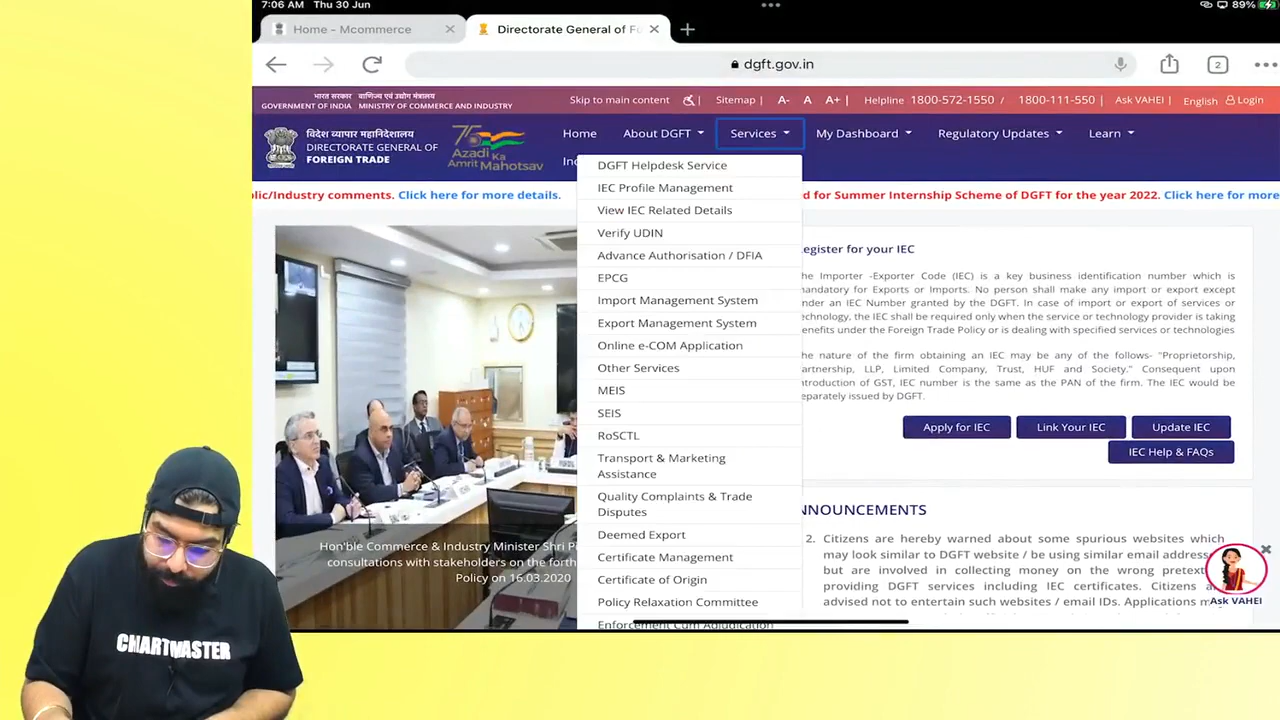 7:06 AM Thu 30 Jun
89%
Home - Mcommerce
Directorate General of Fo
dgft.gov.in
2
भारत सरकार वाणिज्य एवं उद्योग मंत्रालय
GOVERNMENT OF INDIA MINISTRY OF COMMERCE AND INDUSTRY
Skip to main content
Sitemap | A- A A+ | Helpline 1800-572-1550 / 1800-111-550 | Ask VAHEI | English Login
विदेश व्यापार महानिदेशालय
DIRECTORATE GENERAL OF
FOREIGN TRADE
75
Azadi Ka
Amrit Mahotsav
Home About DGFT Services My Dashboard Regulatory Updates Learn
lic/Industry comments. Click here for more details.
d for Summer Internship Scheme of DGFT for the year 2022. Click here for more
DGFT Helpdesk Service
IEC Profile Management
View IEC Related Details
Verify UDIN
Advance Authorisation / DFIA
EPCG
Import Management System
Export Management System
Online e-COM Application
Other Services
MEIS
SEIS
RoSCTL
Transport & Marketing
Assistance
Quality Complaints & Trade
Disputes
Deemed Export
Certificate Management
Certificate of Origin
Policy Relaxation Committee
Enforcement Cum Adjudication
egister for your IEC
he Importer -Exporter Code (IEC) is a key business identification number which is
mandatory for Exports or Imports. No person shall make any import or export except
nder an IEC Number granted by the DGFT. In case of import or export of services or
echnology, the IEC shall be required only when the service or technology provider is taking
enefits under the Foreign Trade Policy or is dealing with specified services or technologies
he nature of the firm obtaining an IEC may be any of the follows- "Proprietorship,
artnership, LLP, Limited Company, Trust, HUF and Society." Consequent upon
ntroduction of GST, IEC number is the same as the PAN of the firm. The IEC would be
eparately issued by DGFT.
Apply for IEC Link Your IEC Update IEC
IEC Help & FAQs
Hon'ble Commerce & Industry Minister Shri Pi
consultations with stakeholders on the forth
Policy on 16.03.2020
NNOUNCEMENTS
2. Citizens are hereby warned about some spurious websites which
may look similar to DGFT website / be using similar email addresse
but are involved in collecting money on the wrong pretext
providing DGFT services including IEC certificates. Citizens a
advised not to entertain such websites / email IDs. Applications m
Ask VAHEI
CHARTMASTER